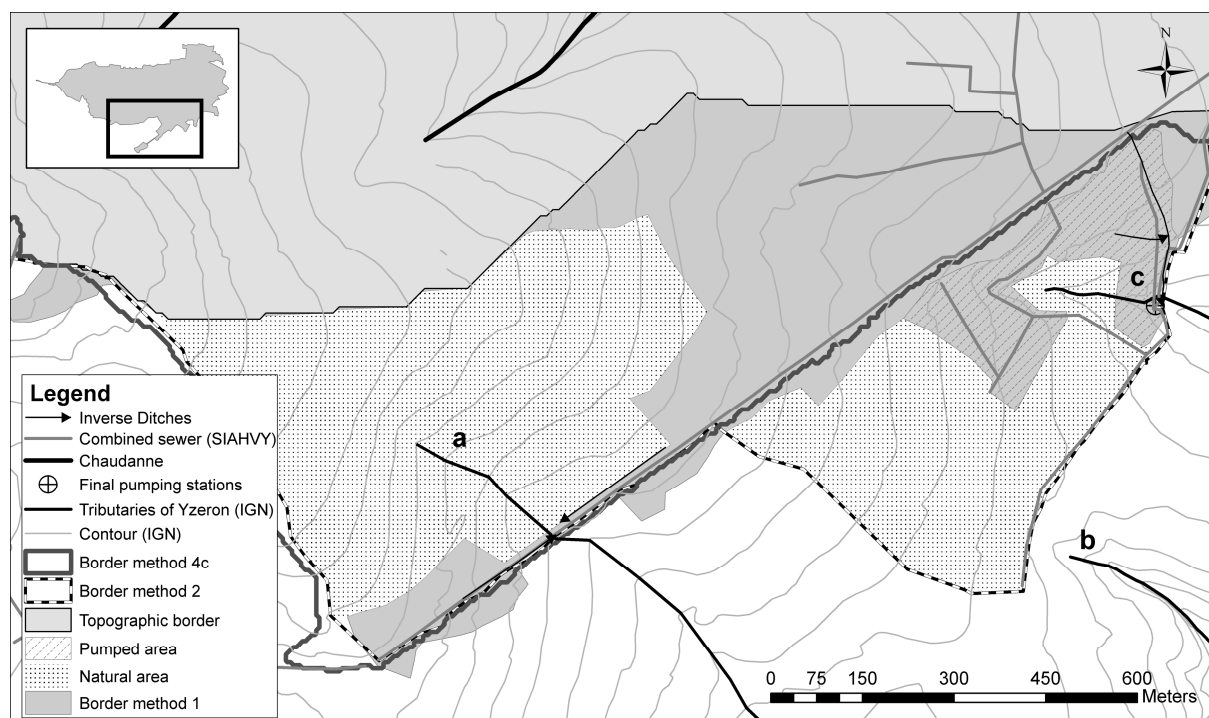 N
c
a
b
Legend
Inverse Ditches
Combined sewer (SIAHVY)
Chaudanne
Final pumping stations
Tributaries of Yzeron (IGN)
Contour (IGN)
Border method 4c
Border method 2
Topographic border
Pumped area
Natural area
Border method 1
0 75 150 300 450 600
Meters